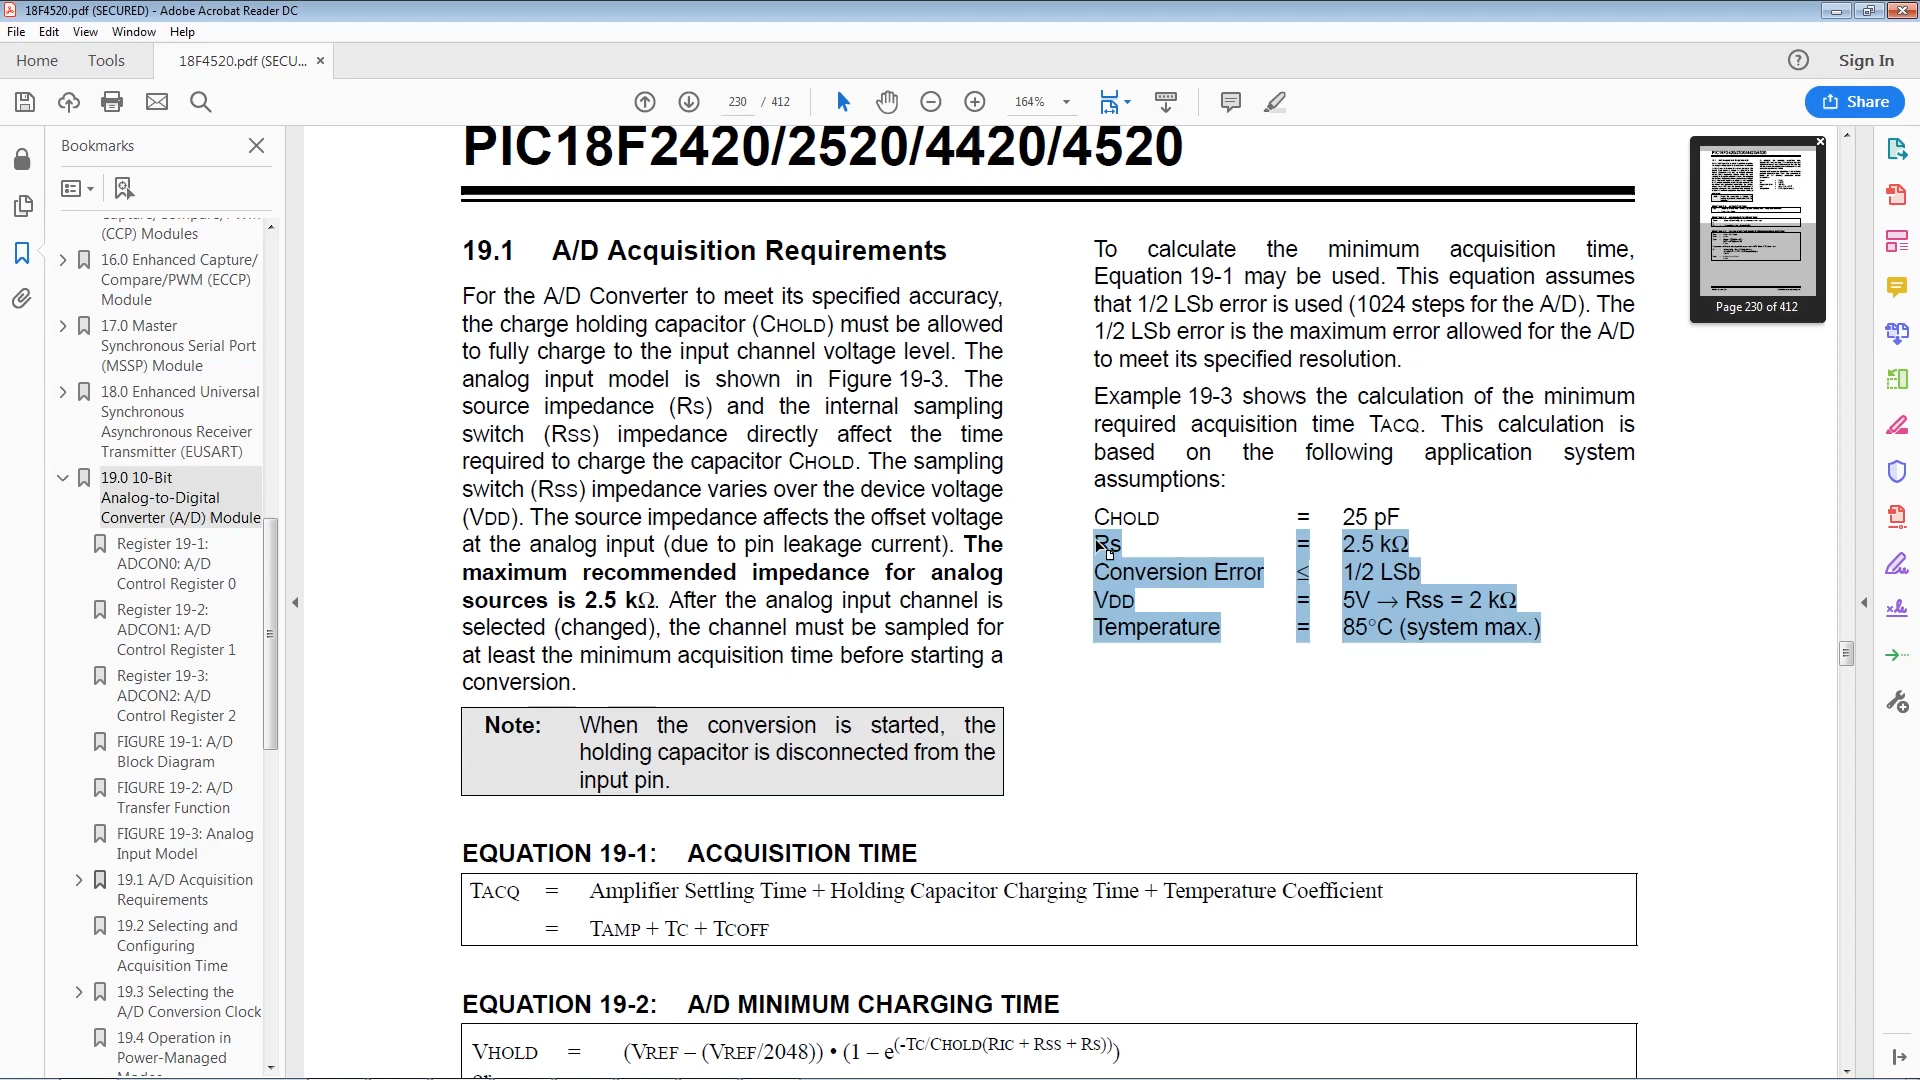 18F4520.pdf (SECURED) - Adobe Acrobat Reader DC
File Edit View Window Help
Home Tools 18F4520.pdf (SECU... ×
Sign In
230 / 412
164%
Share
Bookmarks
(CCP) Modules
16.0 Enhanced Capture/
Compare/PWM (ECCP)
Module
17.0 Master
Synchronous Serial Port
(MSSP) Module
18.0 Enhanced Universal
Synchronous
Asynchronous Receiver
Transmitter (EUSART)
19.0 10-Bit
Analog-to-Digital
Converter (A/D) Module
Register 19-1:
ADCON0: A/D
Control Register 0
Register 19-2:
ADCON1: A/D
Control Register 1
Register 19-3:
ADCON2: A/D
Control Register 2
FIGURE 19-1: A/D
Block Diagram
FIGURE 19-2: A/D
Transfer Function
FIGURE 19-3: Analog
Input Model
19.1 A/D Acquisition
Requirements
19.2 Selecting and
Configuring
Acquisition Time
19.3 Selecting the
A/D Conversion Clock
19.4 Operation in
Power-Managed
PIC18F2420/2520/4420/4520
19.1 A/D Acquisition Requirements
For the A/D Converter to meet its specified accuracy,
the charge holding capacitor (CHOLD) must be allowed
to fully charge to the input channel voltage level. The
analog input model is shown in Figure 19-3. The
source impedance (RS) and the internal sampling
switch (RSS) impedance directly affect the time
required to charge the capacitor CHOLD. The sampling
switch (RSS) impedance varies over the device voltage
(VDD). The source impedance affects the offset voltage
at the analog input (due to pin leakage current). The
maximum recommended impedance for analog
sources is 2.5 kΩ. After the analog input channel is
selected (changed), the channel must be sampled for
at least the minimum acquisition time before starting a
conversion.
Note: When the conversion is started, the
holding capacitor is disconnected from the
input pin.
To calculate the minimum acquisition time,
Equation 19-1 may be used. This equation assumes
that 1/2 LSb error is used (1024 steps for the A/D). The
1/2 LSb error is the maximum error allowed for the A/D
to meet its specified resolution.
Example 19-3 shows the calculation of the minimum
required acquisition time TACQ. This calculation is
based on the following application system
assumptions:
CHOLD = 25 pF
Rs = 2.5 kΩ
Conversion Error ≤ 1/2 LSb
VDD = 5V → Rss = 2 kΩ
Temperature = 85°C (system max.)
EQUATION 19-1: ACQUISITION TIME
TACQ = Amplifier Settling Time + Holding Capacitor Charging Time + Temperature Coefficient
= TAMP + TC + TCOFF
EQUATION 19-2: A/D MINIMUM CHARGING TIME
VHOLD = (VREF – (VREF/2048)) • (1 – e(-TC/CHOLD(RIC + RSS + RS)))
Page 230 of 412